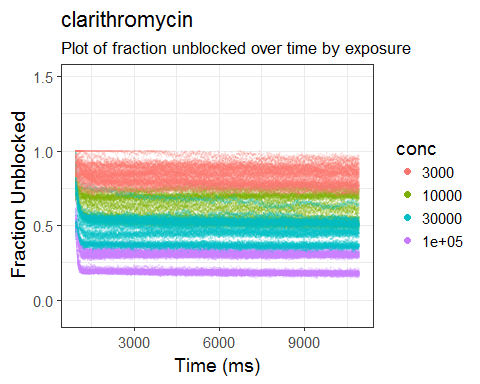 clarithromycin
Plot of fraction unblocked over time by exposure
1.5
1.0
0.5
0.0
Fraction Unblocked
3000
6000
9000
Time (ms)
conc
3000
10000
30000
1e+05